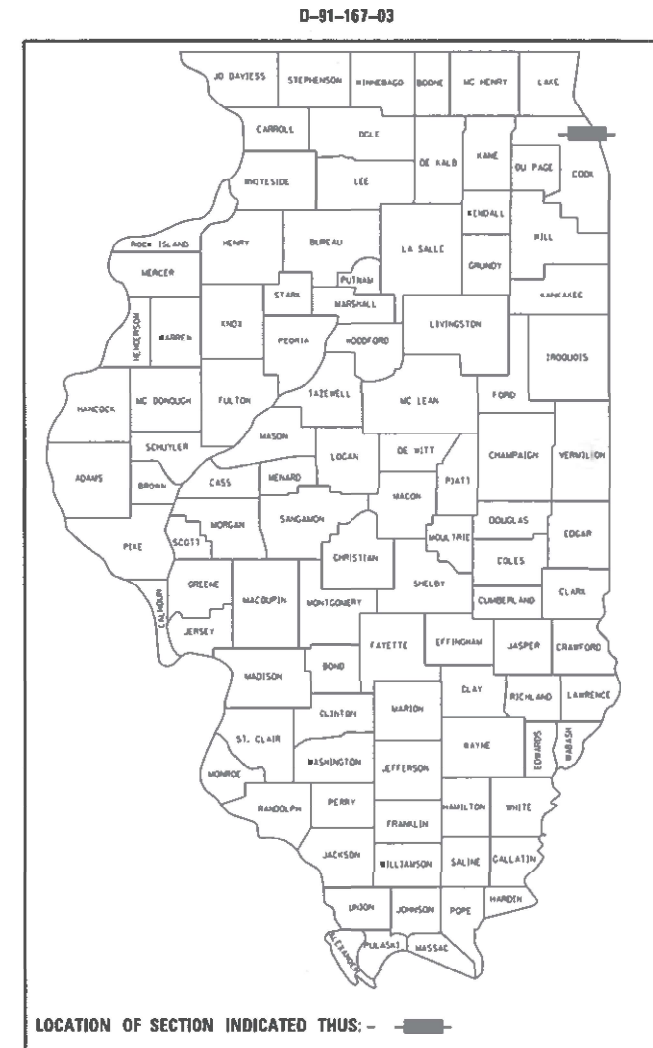 D-91-167-03
JO DAVIESS STEPHENSON WINNEBAGO BOONE MC HENRY LAKE
CARROLL OGLE DE KALB KANE DU PAGE COOK
WHITESIDE LEE KENDALL WILL
ROCK ISLAND HENRY BUREAU LA SALLE GRUNDY
MERCER PUTNAM KANKAKEE
HENDERSON WARREN KNOX STARK MARSHALL LIVINGSTON
PEORIA WOODFORD IROQUOIS
HANCOCK MC DONOUGH FULTON TAZEWELL MC LEAN FORD
SCHUYLER MASON LOGAN DE WITT CHAMPAIGN VERMILION
ADAMS BROWN CASS MENARD MACON PIATT
PIKE SCOTT MORGAN SANGAMON MOULTRIE DOUGLAS EDGAR
CHRISTIAN COLES
CALHOUN GREENE MACOUPIN MONTGOMERY SHELBY CUMBERLAND CLARK
JERSEY FAYETTE EFFINGHAM JASPER CRAWFORD
MADISON BOND CLAY RICHLAND LAWRENCE
CLINTON MARION
ST. CLAIR WASHINGTON JEFFERSON WAYNE EDWARDS WABASH
MONROE
RANDOLPH PERRY FRANKLIN HAMILTON WHITE
JACKSON WILLIAMSON SALINE GALLATIN
UNION JOHNSON POPE HARDIN
ALEXANDER PULASKI MASSAC
LOCATION OF SECTION INDICATED THUS: -